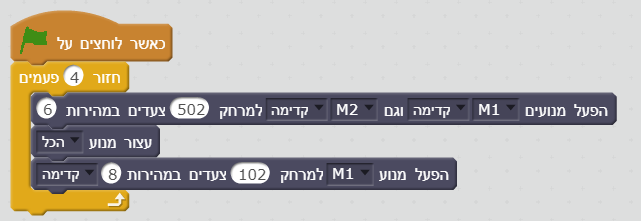 כאשר לוחצים על
חזור 4 פעמים
הפעל מנועים M1 קדימה וגם M2 קדימה למרחק 502 צעדים במהירות 6
עצור מנוע הכל
הפעל מנוע M1 למרחק 102 צעדים במהירות 8 קדימה